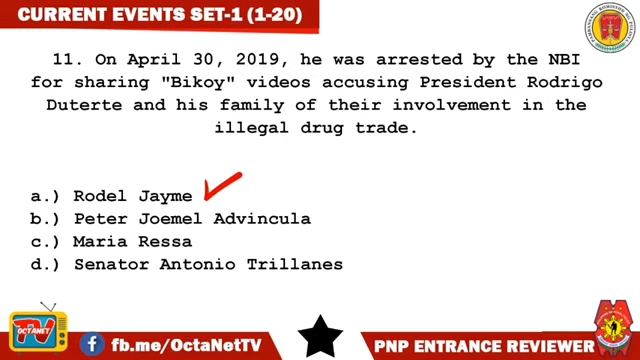 CURRENT EVENTS SET-1 (1-20)
11. On April 30, 2019, he was arrested by the NBI
for sharing "Bikoy" videos accusing President Rodrigo
Duterte and his family of their involvement in the
illegal drug trade.
a.) Rodel Jayme
b.) Peter Joemel Advincula
c.) Maria Ressa
d.) Senator Antonio Trillanes
OCTANET
TV
f fb.me/OctaNetTV
PNP ENTRANCE REVIEWER